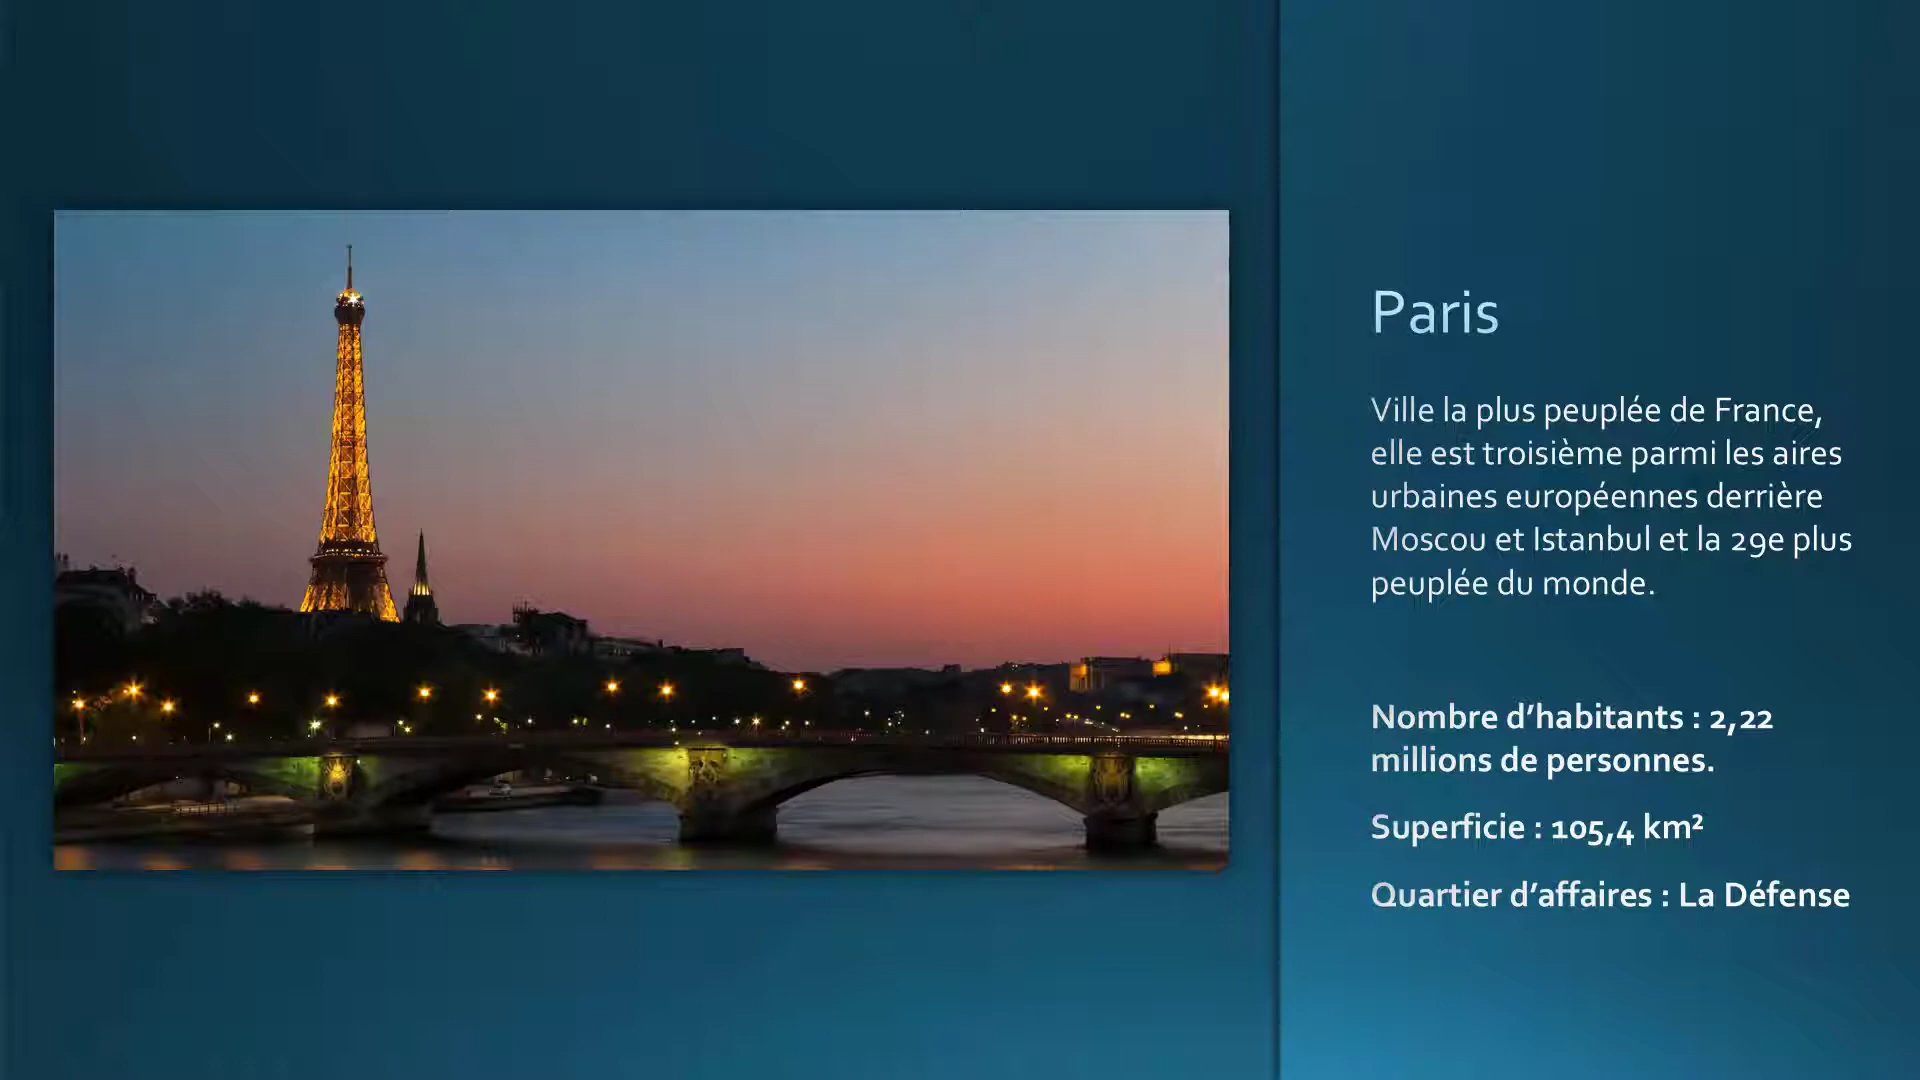 Paris
Ville la plus peuplée de France,
elle est troisième parmi les aires
urbaines européennes derrière
Moscou et Istanbul et la 29e plus
peuplée du monde.
Nombre d’habitants : 2,22
millions de personnes.
Superficie : 105,4 km²
Quartier d’affaires : La Défense